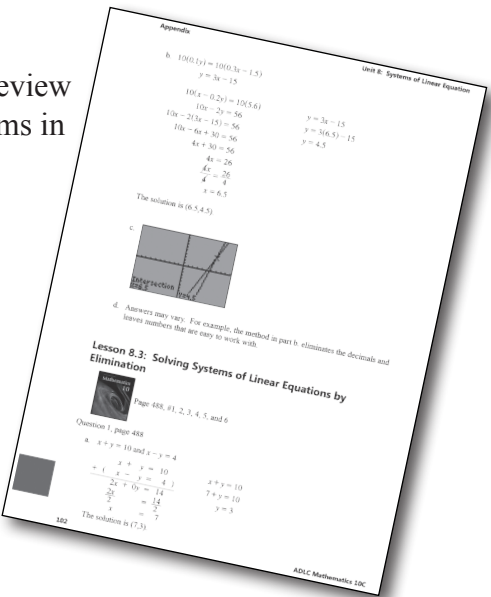 eview
ms in
Appendix
Unit 8: Systems of Linear Equation
b. 10(0.1y) = 10(0.3x − 1.5)
y = 3x − 15
10(x − 0.2y) = 10(5.6)
10x − 2y = 56
10x − 2(3x − 15) = 56
10x − 6x + 30 = 56
4x + 30 = 56
4x = 26
4x/4 = 26/4
x = 6.5
y = 3x − 15
y = 3(6.5) − 15
y = 4.5
The solution is (6.5,4.5).
c.
Intersection
X=6.5 Y=4.5
d. Answers may vary. For example, the method in part b. eliminates the decimals and
leaves numbers that are easy to work with.
Lesson 8.3: Solving Systems of Linear Equations by
Elimination
Mathematics
10
Page 488, #1, 2, 3, 4, 5, and 6
Question 1, page 488
a. x + y = 10 and x − y = 4
x + y = 10
+ ( x − y = 4 )
2x + 0y = 14
2x/2 = 14/2
x = 7
x + y = 10
7 + y = 10
y = 3
The solution is (7,3).
102
ADLC Mathematics 10C